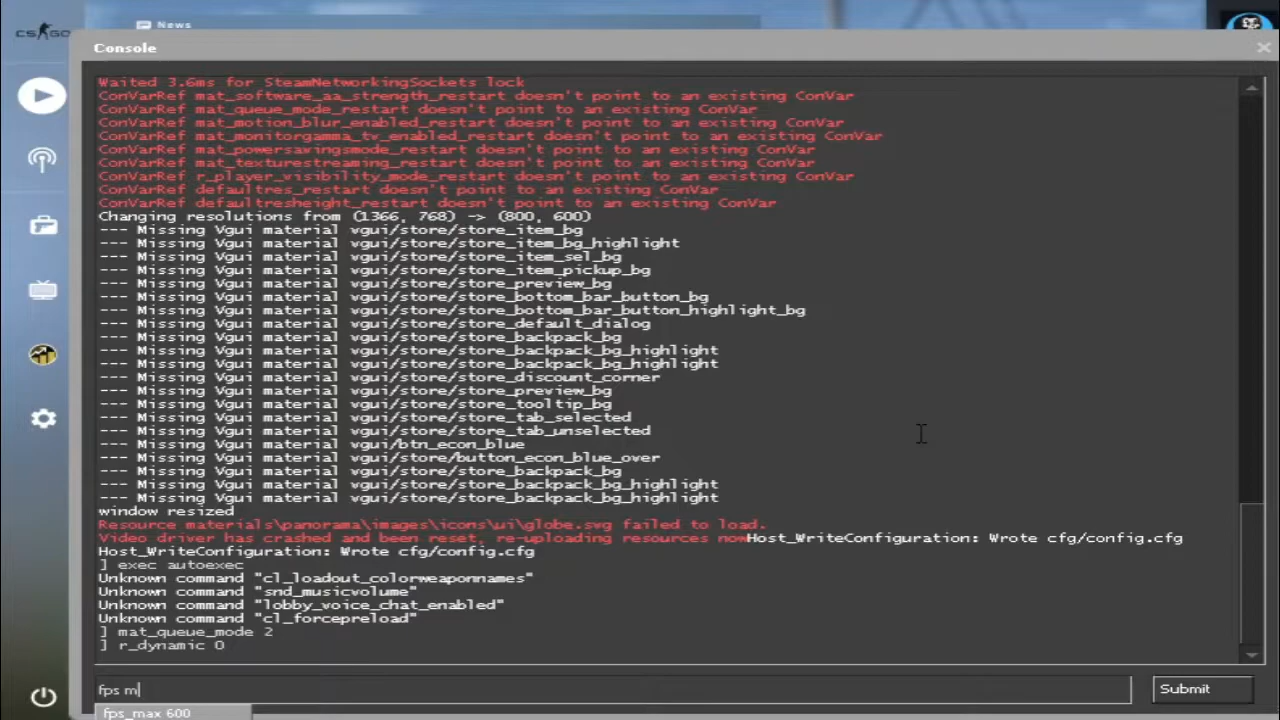 CS:GO
News
Console
Waited 3.6ms for SteamNetworkingSockets lock
ConVarRef mat_software_aa_strength_restart doesn't point to an existing ConVar
ConVarRef mat_queue_mode_restart doesn't point to an existing ConVar
ConVarRef mat_motion_blur_enabled_restart doesn't point to an existing ConVar
ConVarRef mat_monitorgamma_tv_enabled_restart doesn't point to an existing ConVar
ConVarRef mat_powersavingsmode_restart doesn't point to an existing ConVar
ConVarRef mat_texturestreaming_restart doesn't point to an existing ConVar
ConVarRef r_player_visibility_mode_restart doesn't point to an existing ConVar
ConVarRef defaultres_restart doesn't point to an existing ConVar
ConVarRef defaultresheight_restart doesn't point to an existing ConVar
Changing resolutions from (1366, 768) -> (800, 600)
--- Missing Vgui material vgui/store/store_item_bg
--- Missing Vgui material vgui/store/store_item_bg_highlight
--- Missing Vgui material vgui/store/store_item_sel_bg
--- Missing Vgui material vgui/store/store_item_pickup_bg
--- Missing Vgui material vgui/store/store_preview_bg
--- Missing Vgui material vgui/store/store_bottom_bar_button_bg
--- Missing Vgui material vgui/store/store_bottom_bar_button_highlight_bg
--- Missing Vgui material vgui/store/store_default_dialog
--- Missing Vgui material vgui/store/store_backpack_bg
--- Missing Vgui material vgui/store/store_backpack_bg_highlight
--- Missing Vgui material vgui/store/store_backpack_bg_highlight
--- Missing Vgui material vgui/store/store_discount_corner
--- Missing Vgui material vgui/store/store_preview_bg
--- Missing Vgui material vgui/store/store_tooltip_bg
--- Missing Vgui material vgui/store/store_tab_selected
--- Missing Vgui material vgui/store/store_tab_unselected
--- Missing Vgui material vgui/btn_econ_blue
--- Missing Vgui material vgui/store/button_econ_blue_over
--- Missing Vgui material vgui/store/store_backpack_bg
--- Missing Vgui material vgui/store/store_backpack_bg_highlight
--- Missing Vgui material vgui/store/store_backpack_bg_highlight
window resized
Resource materials\panorama\images\icons\ui\globe.svg failed to load.
Video driver has crashed and been reset, re-uploading resources nowHost_WriteConfiguration: Wrote cfg/config.cfg
Host_WriteConfiguration: Wrote cfg/config.cfg
] exec autoexec
Unknown command "cl_loadout_colorweaponnames"
Unknown command "snd_musicvolume"
Unknown command "lobby_voice_chat_enabled"
Unknown command "cl_forcepreload"
] mat_queue_mode 2
] r_dynamic 0
fps m
Submit
fps_max 600